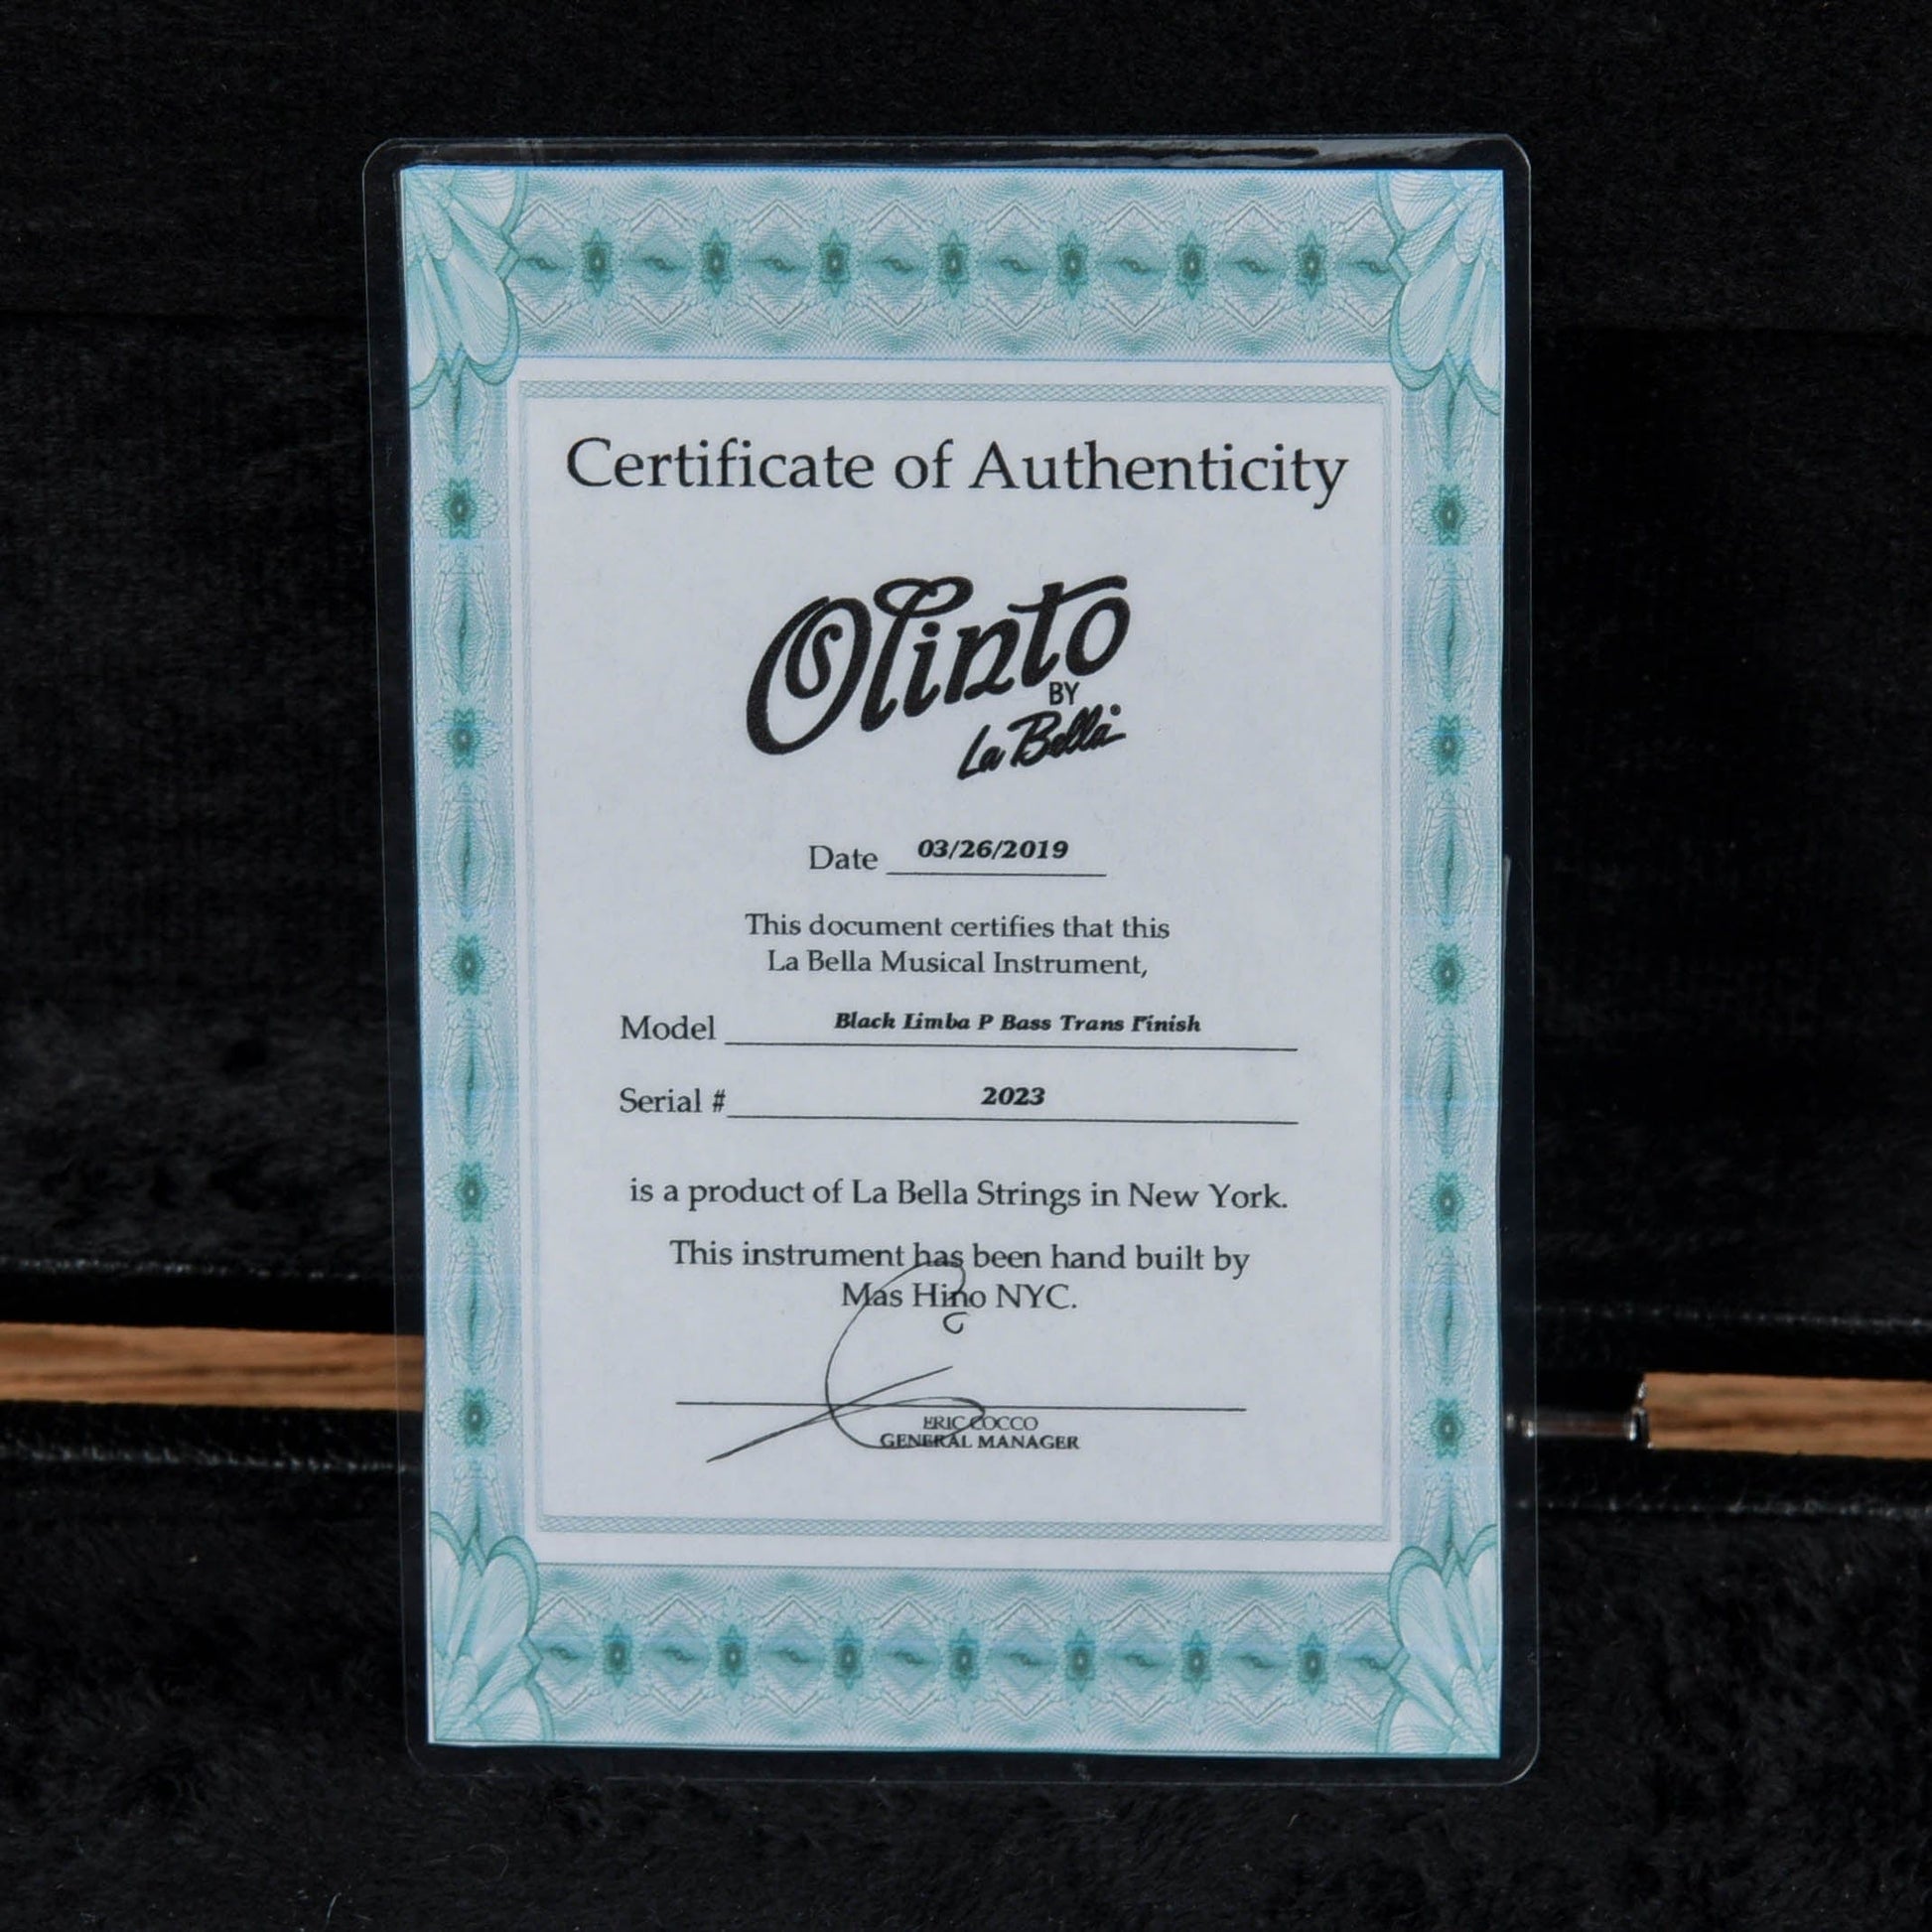 Certificate of Authenticity
Olinto
BY
La Bella®
Date 03/26/2019
This document certifies that this
La Bella Musical Instrument,
Model Black Limba P Bass Trans Finish
Serial # 2023
is a product of La Bella Strings in New York.
This instrument has been hand built by
Mas Hino NYC.
ERIC COCCO
GENERAL MANAGER